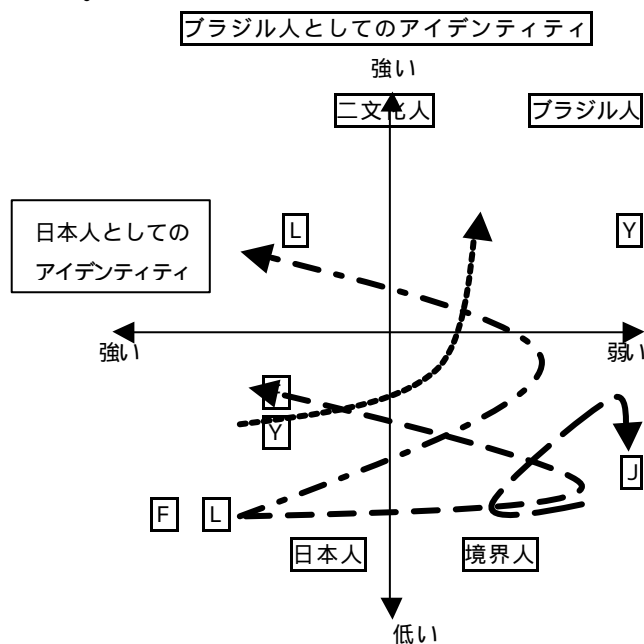 ブラジル人としてのアイデンティティ
強い
二文化人
ブラジル人
日本人としての
アイデンティティ
L
Y
強い
弱い
Y
J
F
L
日本人
境界人
低い